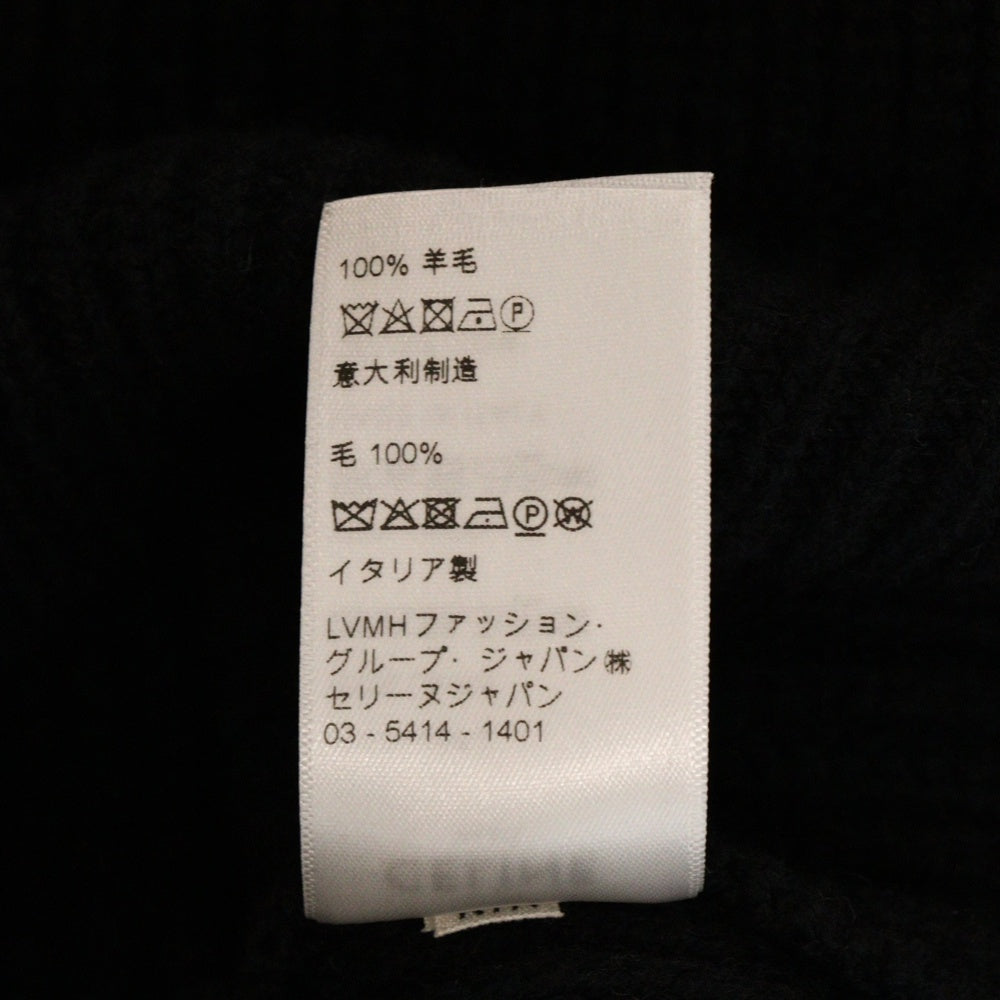 100% 羊毛
P
意大利制造
毛 100%
P W
イタリア製
LVMHファッション·
グループ· ジャパン㈱
セリーヌジャパン
03 - 5414 - 1401